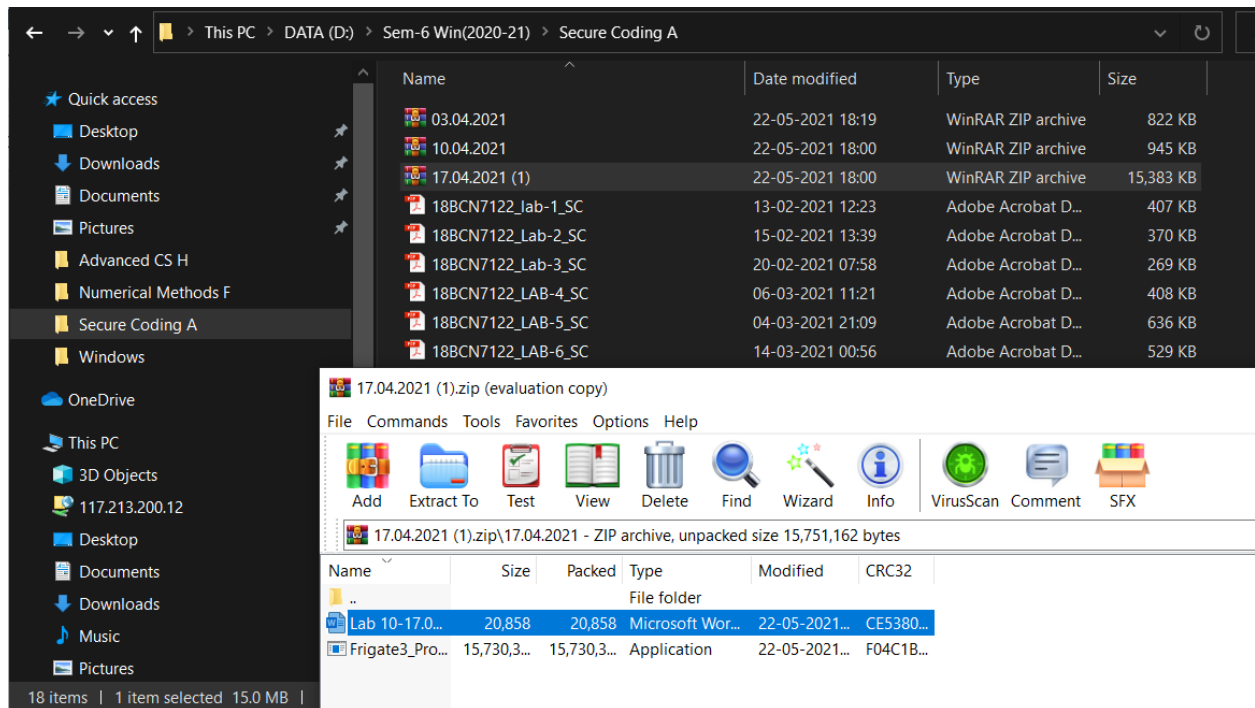 This PC > DATA (D:) > Sem-6 Win(2020-21) > Secure Coding A
Quick access
Desktop
Downloads
Documents
Pictures
Advanced CS H
Numerical Methods F
Secure Coding A
Windows
OneDrive
This PC
3D Objects
117.213.200.12
Desktop
Documents
Downloads
Music
Pictures
18 items | 1 item selected 15.0 MB |
Name Date modified Type Size
03.04.2021 22-05-2021 18:19 WinRAR ZIP archive 822 KB
10.04.2021 22-05-2021 18:00 WinRAR ZIP archive 945 KB
17.04.2021 (1) 22-05-2021 18:00 WinRAR ZIP archive 15,383 KB
18BCN7122_lab-1_SC 13-02-2021 12:23 Adobe Acrobat D... 407 KB
18BCN7122_Lab-2_SC 15-02-2021 13:39 Adobe Acrobat D... 370 KB
18BCN7122_Lab-3_SC 20-02-2021 07:58 Adobe Acrobat D... 269 KB
18BCN7122_LAB-4_SC 06-03-2021 11:21 Adobe Acrobat D... 408 KB
18BCN7122_LAB-5_SC 04-03-2021 21:09 Adobe Acrobat D... 636 KB
18BCN7122_LAB-6_SC 14-03-2021 00:56 Adobe Acrobat D... 529 KB
17.04.2021 (1).zip (evaluation copy)
File Commands Tools Favorites Options Help
Add Extract To Test View Delete Find Wizard Info VirusScan Comment SFX
17.04.2021 (1).zip\17.04.2021 - ZIP archive, unpacked size 15,751,162 bytes
Name Size Packed Type Modified CRC32
.. File folder
Lab 10-17.0... 20,858 20,858 Microsoft Wor... 22-05-2021... CE5380...
Frigate3_Pro... 15,730,3... 15,730,3... Application 22-05-2021... F04C1B...